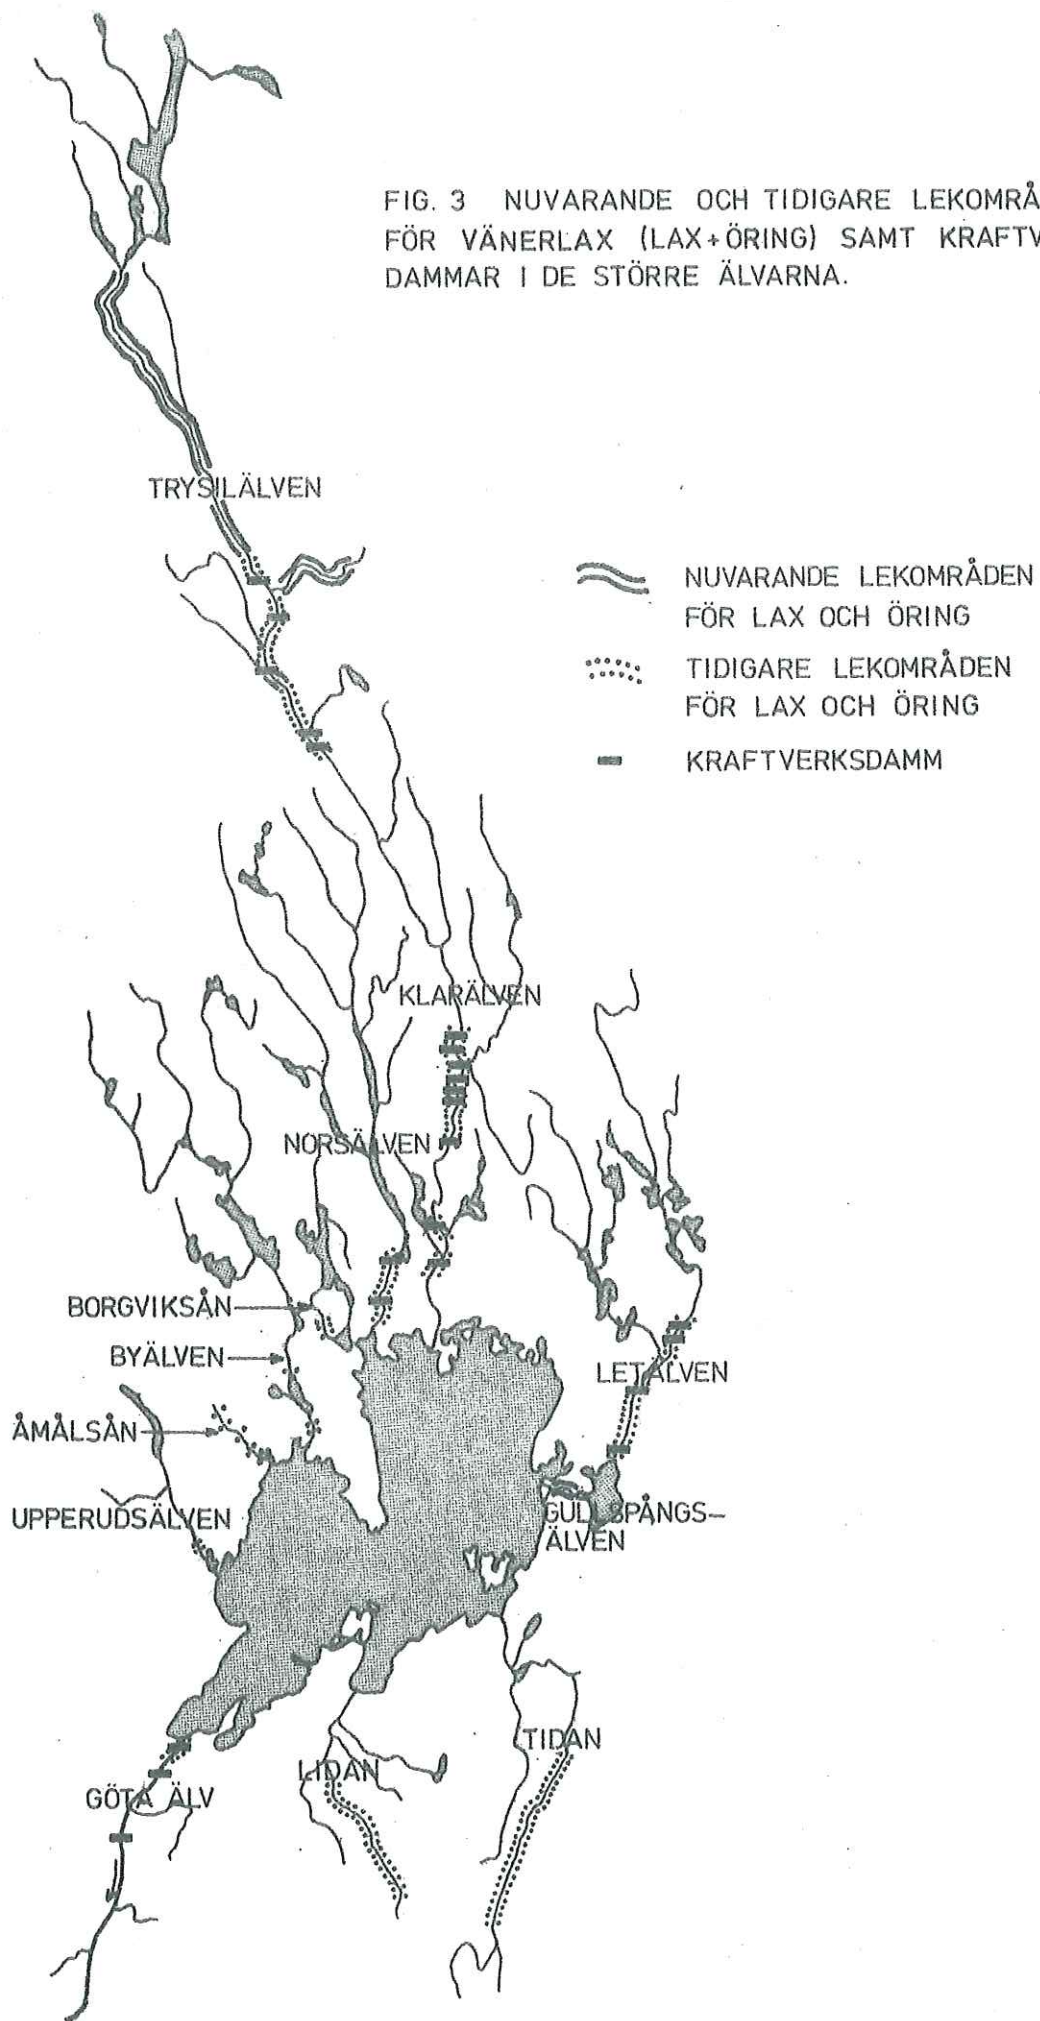 FIG. 3 NUVARANDE OCH TIDIGARE LEKOMRÅ
FÖR VÄNERLAX (LAX+ÖRING) SAMT KRAFTV
DAMMAR I DE STÖRRE ÄLVARNA.
TRYSILÄLVEN
NUVARANDE LEKOMRÅDEN
FÖR LAX OCH ÖRING
TIDIGARE LEKOMRÅDEN
FÖR LAX OCH ÖRING
KRAFTVERKSDAMM
KLARÄLVEN
NORSÄLVEN
BORGVIKSÅN
BYÄLVEN
LETÄLVEN
ÅMÅLSÅN
UPPERUDSÄLVEN
GULLSPÅNGS-
ÄLVEN
TIDAN
LIDAN
GÖTA ÄLV